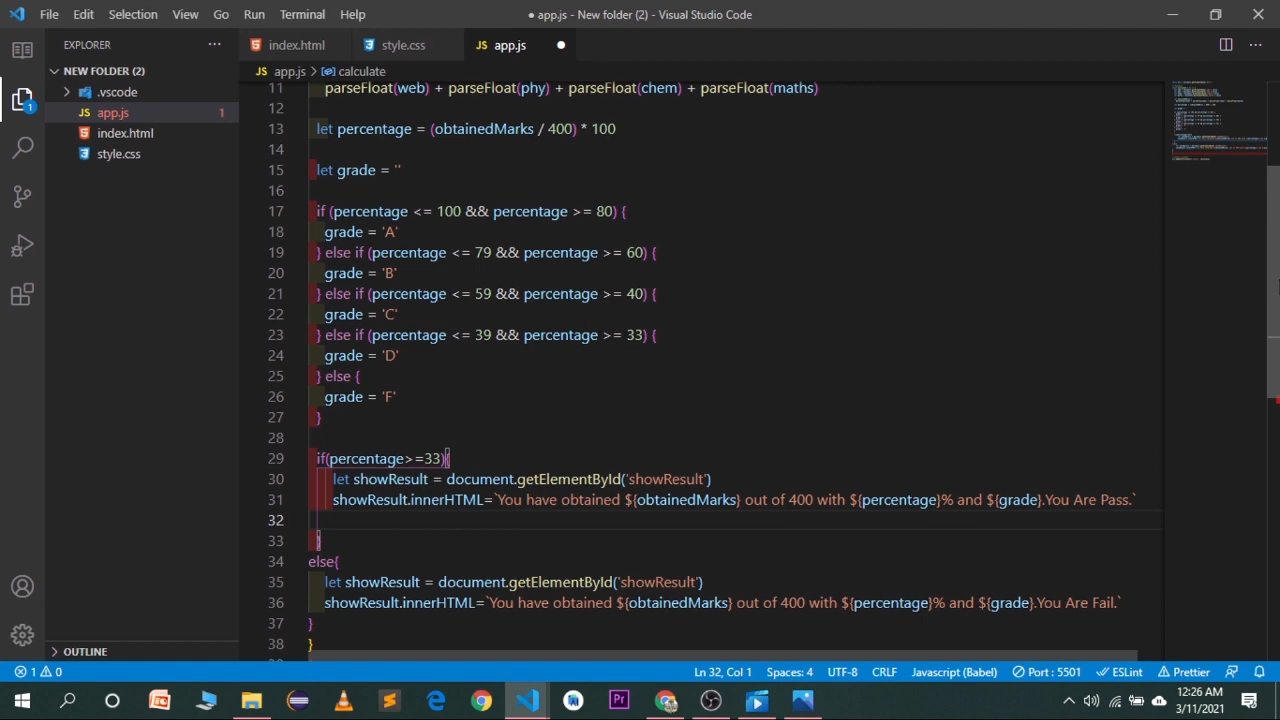 File Edit Selection View Go Run Terminal Help
● app.js - New folder (2) - Visual Studio Code
EXPLORER
index.html style.css JS app.js
NEW FOLDER (2)
JS app.js > calculate
.vscode
JS app.js 1
index.html
style.css
11 parseFloat(web) + parseFloat(phy) + parseFloat(chem) + parseFloat(maths)
12
13 let percentage = (obtainedMarks / 400) * 100
14
15 let grade = ''
16
17 if (percentage <= 100 && percentage >= 80) {
18 grade = 'A'
19 } else if (percentage <= 79 && percentage >= 60) {
20 grade = 'B'
21 } else if (percentage <= 59 && percentage >= 40) {
22 grade = 'C'
23 } else if (percentage <= 39 && percentage >= 33) {
24 grade = 'D'
25 } else {
26 grade = 'F'
27 }
28
29 if(percentage>=33){
30 let showResult = document.getElementById('showResult')
31 showResult.innerHTML=`You have obtained ${obtainedMarks} out of 400 with ${percentage}% and ${grade}.You Are Pass.`
32
33 }
34 else{
35 let showResult = document.getElementById('showResult')
36 showResult.innerHTML=`You have obtained ${obtainedMarks} out of 400 with ${percentage}% and ${grade}.You Are Fail.`
37 }
38 }
1
OUTLINE
1 0
Ln 32, Col 1 Spaces: 4 UTF-8 CRLF Javascript (Babel) Port : 5501 ESLint Prettier
Pr
12:26 AM
3/11/2021